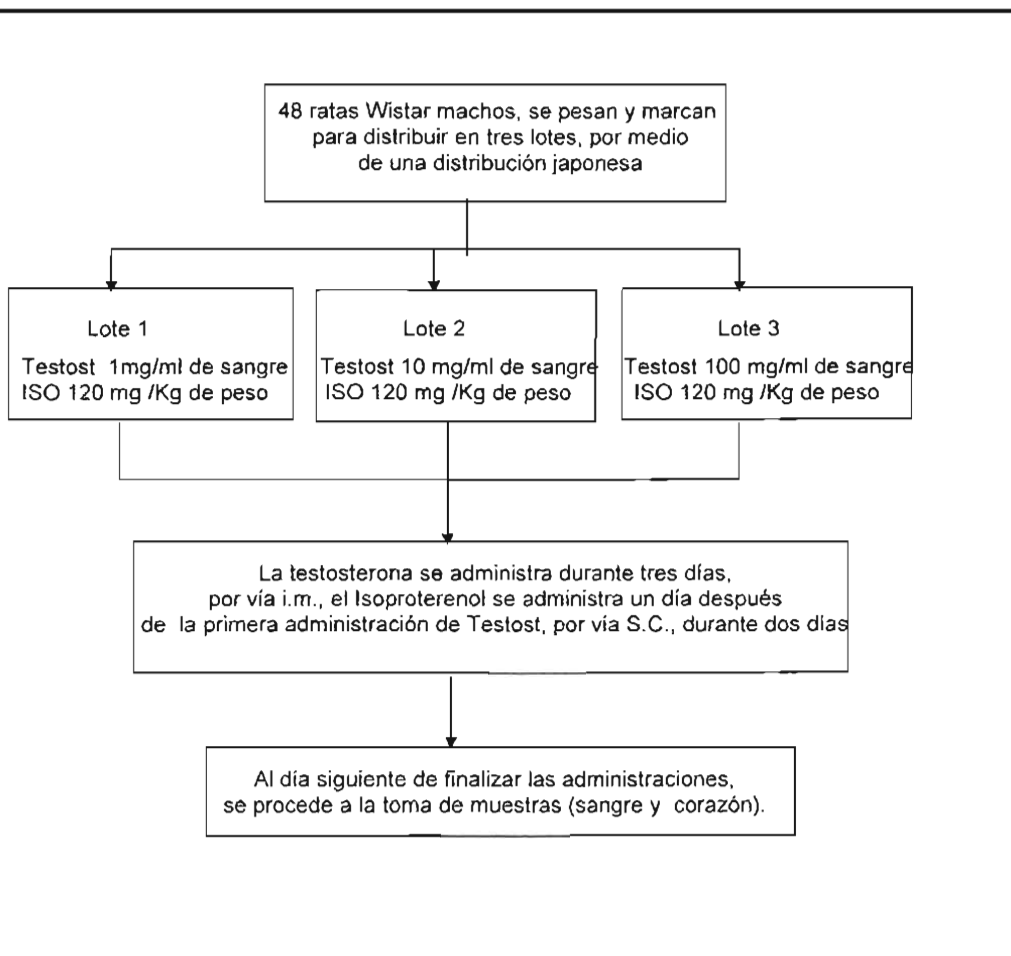 48 ratas Wistar machos, se pesan y marcan
para distribuir en tres lotes, por medio
de una distribución japonesa
Lote 1
Testost 1mg/ml de sangre
ISO 120 mg /Kg de peso
Lote 2
Testost 10 mg/ml de sangre
ISO 120 mg /Kg de peso
Lote 3
Testost 100 mg/ml de sangre
ISO 120 mg /Kg de peso
La testosterona se administra durante tres días,
por vía i.m., el Isoproterenol se administra un día después
de la primera administración de Testost, por vía S.C., durante dos días
Al día siguiente de finalizar las administraciones,
se procede a la toma de muestras (sangre y corazón).